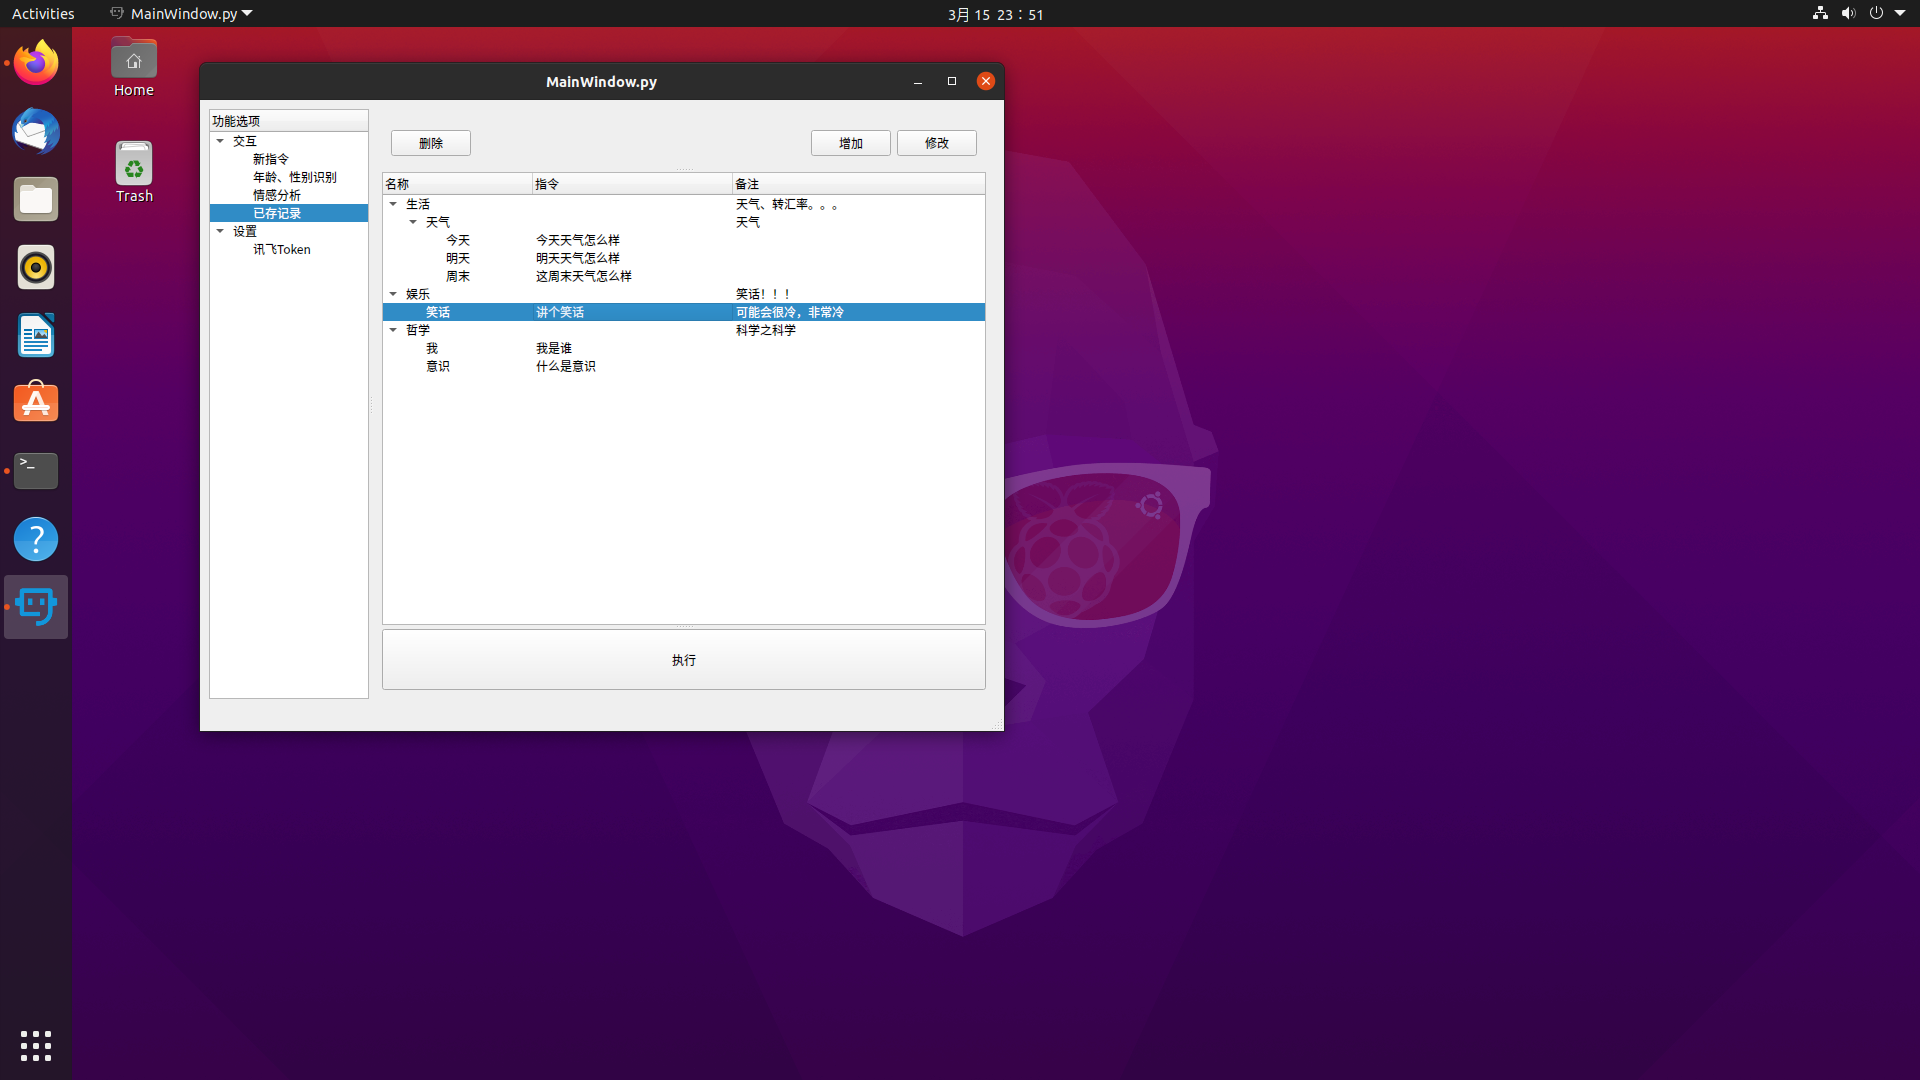 Activities MainWindow.py 3月 15 23：51
Home
Trash
MainWindow.py
功能选项
交互
新指令
年龄、性别识别
情感分析
已存记录
设置
讯飞Token
删除 增加 修改
名称 指令 备注
生活 天气、转汇率。。。
天气 天气
今天 今天天气怎么样
明天 明天天气怎么样
周末 这周末天气怎么样
娱乐 笑话！！！
笑话 讲个笑话 可能会很冷，非常冷
哲学 科学之科学
我 我是谁
意识 什么是意识
执行